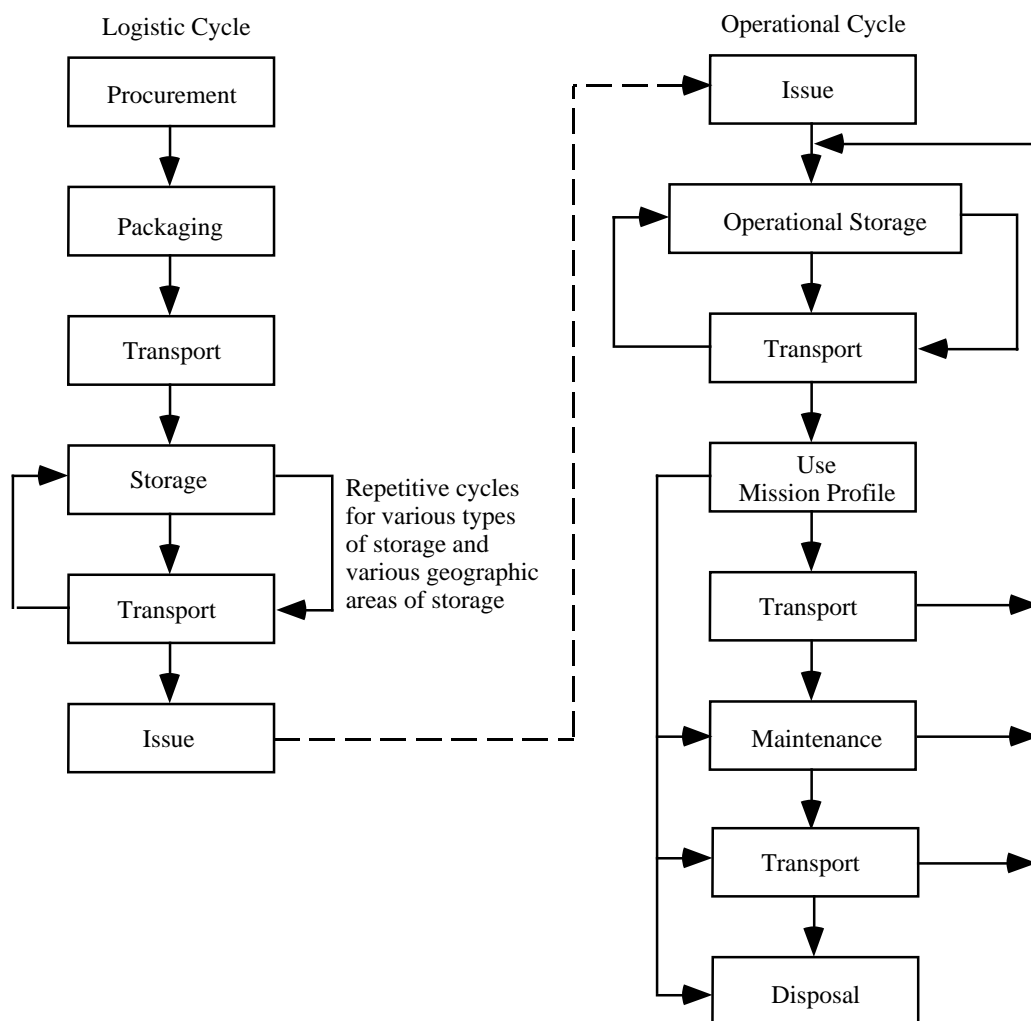 Logistic Cycle
Procurement
Packaging
Transport
Storage
Repetitive cycles
for various types
of storage and
various geographic
areas of storage
Transport
Issue
Operational Cycle
Issue
Operational Storage
Transport
Use
Mission Profile
Transport
Maintenance
Transport
Disposal